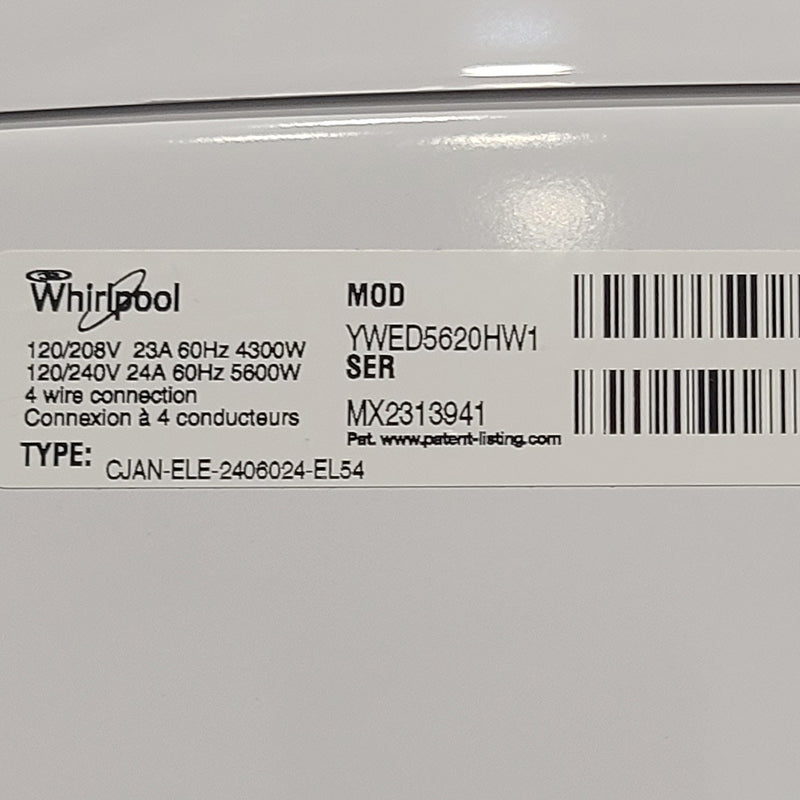 Whirlpool
120/208V 23A 60Hz 4300W
120/240V 24A 60Hz 5600W
4 wire connection
Connexion à 4 conducteurs
TYPE: CJAN-ELE-2406024-EL54
MOD
YWED5620HW1
SER
MX2313941
Pat. www.patent-listing.com